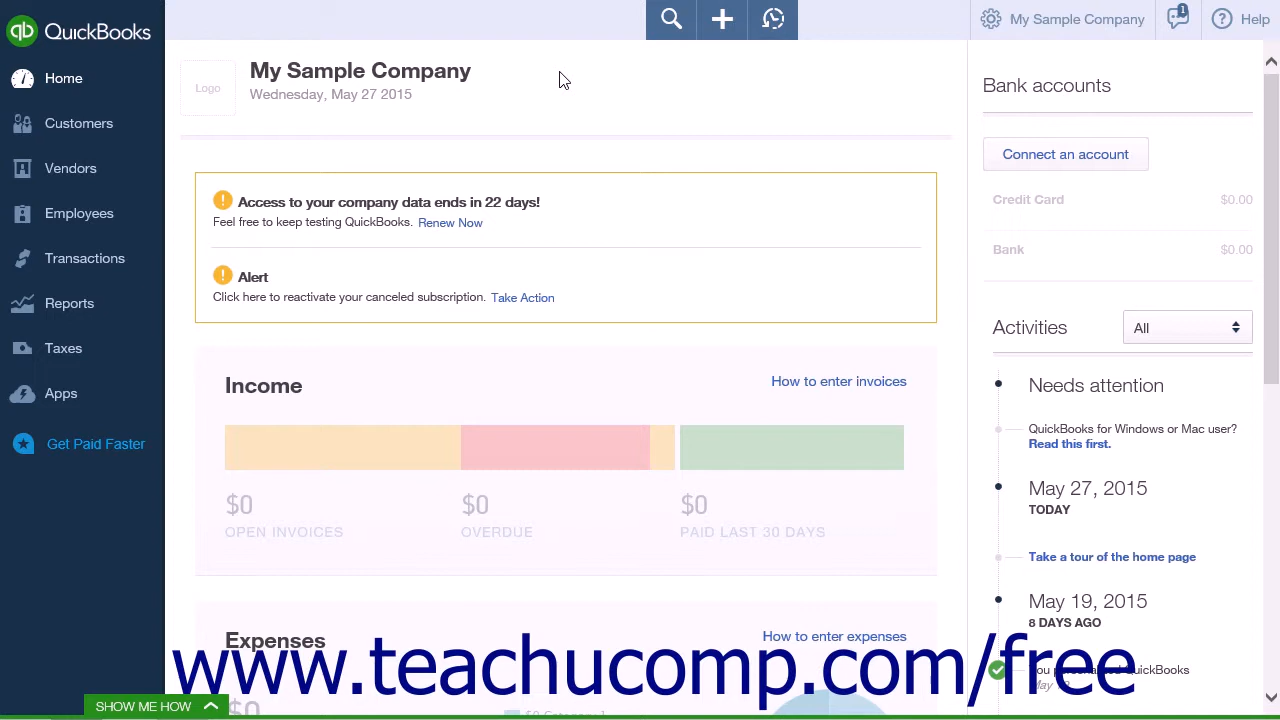 QuickBooks
My Sample Company
1
Help
Home
Customers
Vendors
Employees
Transactions
Reports
Taxes
Apps
Get Paid Faster
Logo
My Sample Company
Wednesday, May 27 2015
Access to your company data ends in 22 days!
Feel free to keep testing QuickBooks. Renew Now
Alert
Click here to reactivate your canceled subscription. Take Action
Income
How to enter invoices
$0
$0
$0
OPEN INVOICES
OVERDUE
PAID LAST 30 DAYS
Expenses
How to enter expenses
Bank accounts
Connect an account
Credit Card $0.00
Bank $0.00
Activities
All
Needs attention
QuickBooks for Windows or Mac user?
Read this first.
May 27, 2015
TODAY
Take a tour of the home page
May 19, 2015
8 DAYS AGO
www.teachucomp.com/free
SHOW ME HOW